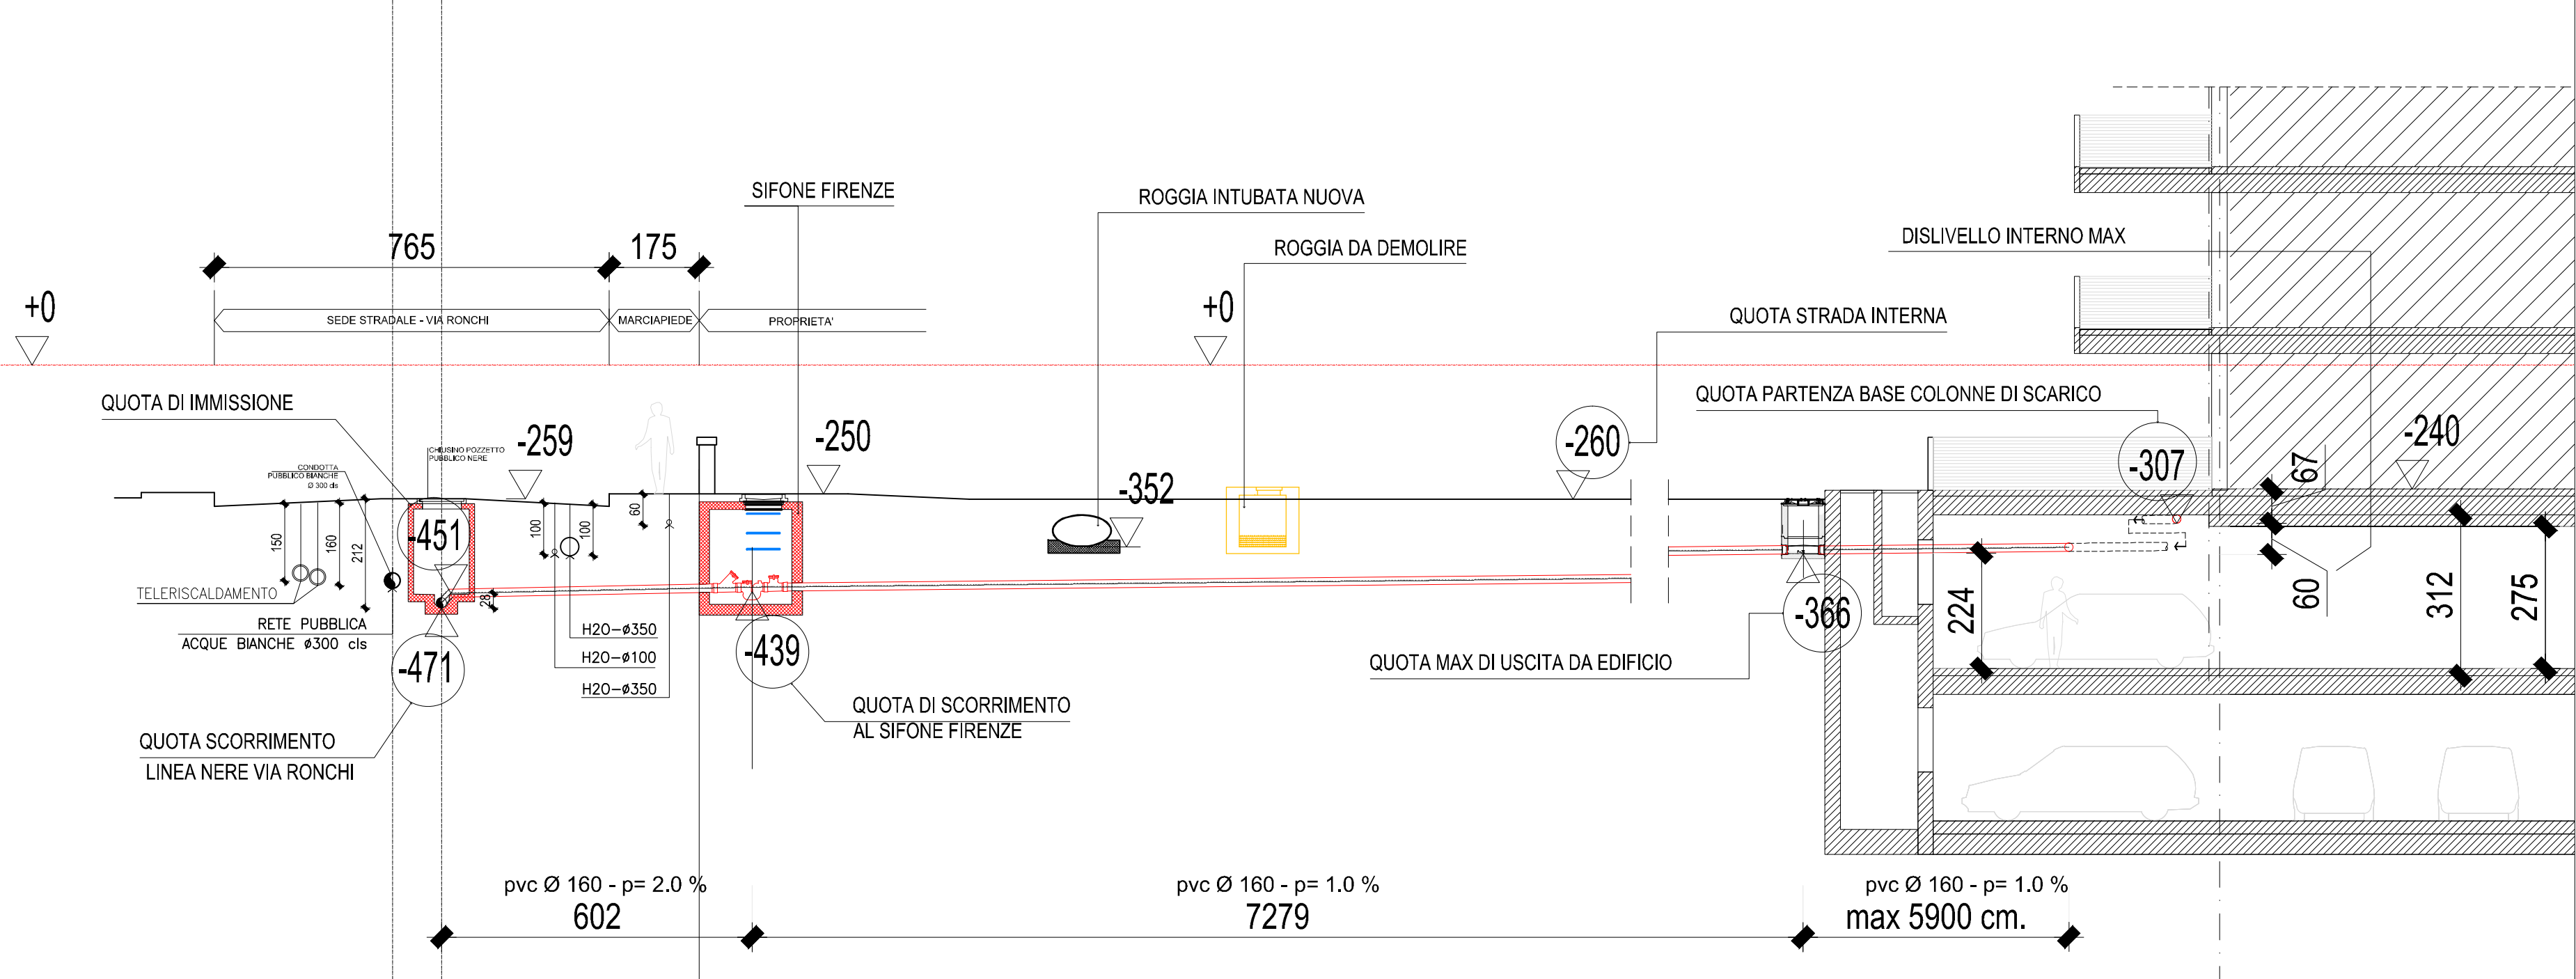 SIFONE FIRENZE
ROGGIA INTUBATA NUOVA
ROGGIA DA DEMOLIRE
DISLIVELLO INTERNO MAX
765
175
+0
+0
SEDE STRADALE - VIA RONCHI
MARCIAPIEDE
PROPRIETA'
QUOTA STRADA INTERNA
QUOTA DI IMMISSIONE
QUOTA PARTENZA BASE COLONNE DI SCARICO
-259
-250
-260
-240
-307
67
CHIUSINO POZZETTO
PUBBLICO NERE
CONDOTTA
PUBBLICO BIANCHE
Ø 300 cls
-352
-451
150
160
212
100
100
60
28
TELERISCALDAMENTO
RETE PUBBLICA
ACQUE BIANCHE ø300 cls
H2O-ø350
H2O-ø100
H2O-ø350
-471
-439
-366
224
60
312
275
QUOTA MAX DI USCITA DA EDIFICIO
QUOTA DI SCORRIMENTO
AL SIFONE FIRENZE
QUOTA SCORRIMENTO
LINEA NERE VIA RONCHI
pvc Ø 160 - p= 2.0 %
602
pvc Ø 160 - p= 1.0 %
7279
pvc Ø 160 - p= 1.0 %
max 5900 cm.